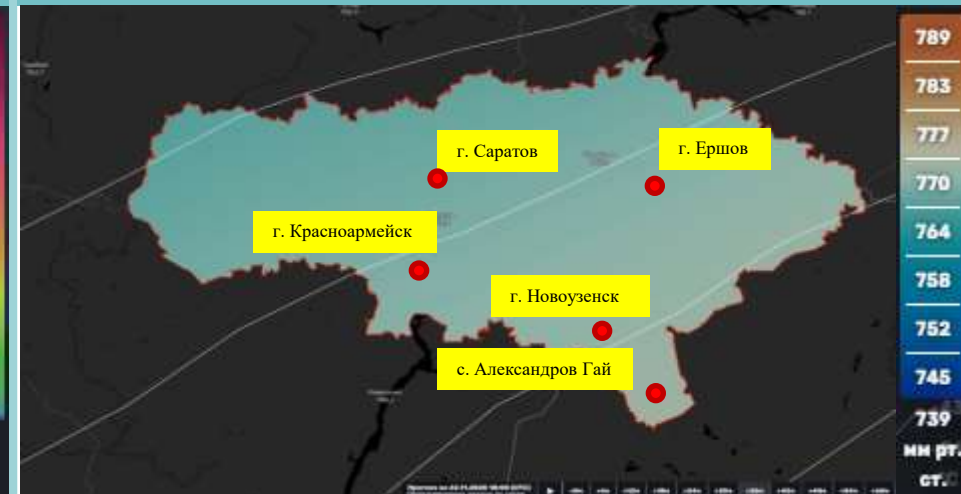 г. Саратов
г. Ершов
г. Красноармейск
г. Новоузенск
с. Александров Гай
789
783
777
770
764
758
752
745
739
мм рт.
ст.